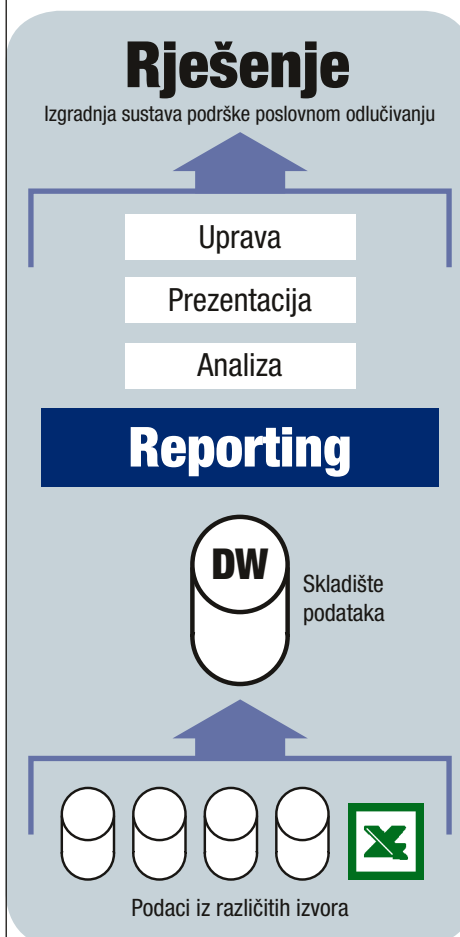 Rješenje
Izgradnja sustava podrške poslovnom odlučivanju
Uprava
Prezentacija
Analiza
Reporting
DW
Skladište
podataka
Podaci iz različitih izvora